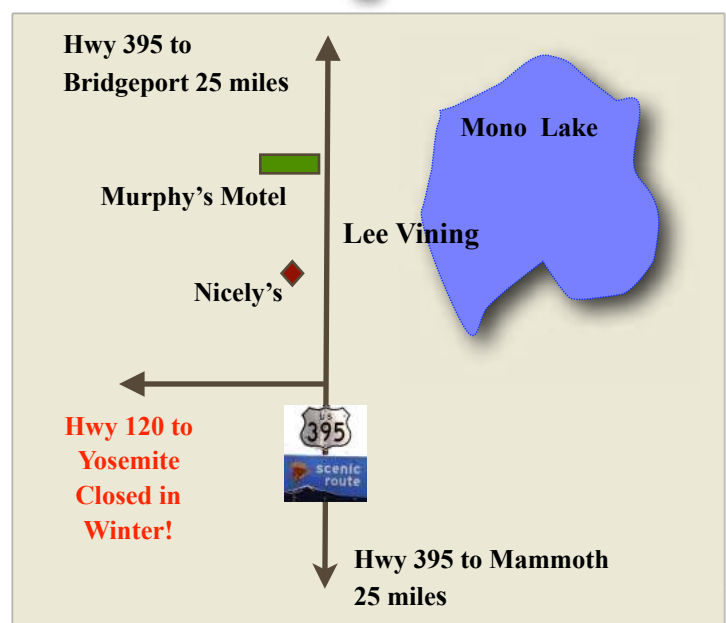 Hwy 395 to
Bridgeport 25 miles
Mono Lake
Murphy's Motel
Lee Vining
Nicely's
Hwy 120 to
Yosemite
Closed in
Winter!
US
395
scenic
route
Hwy 395 to Mammoth
25 miles